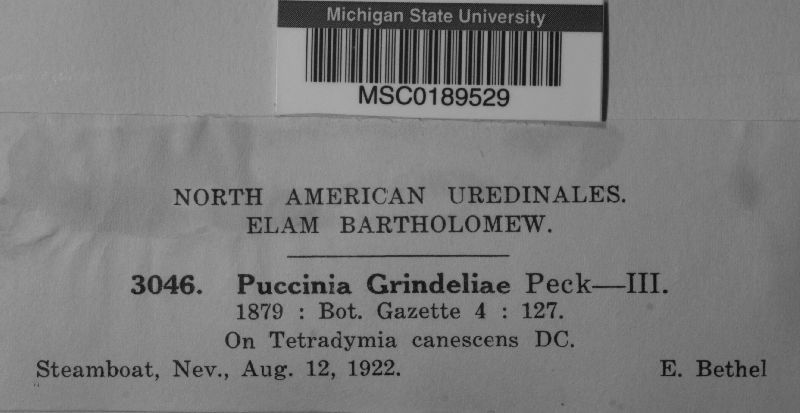 Michigan State University
MSC0189529
NORTH AMERICAN UREDINALES.
ELAM BARTHOLOMEW.
3046. Puccinia Grindeliae Peck—III.
1879 : Bot. Gazette 4 : 127.
On Tetradymia canescens DC.
Steamboat, Nev., Aug. 12, 1922. E. Bethel